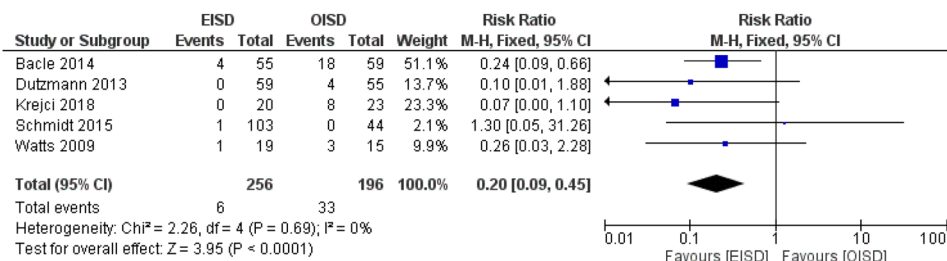 EISD OISD Risk Ratio Risk Ratio
Study or Subgroup Events Total Events Total Weight M-H, Fixed, 95% CI M-H, Fixed, 95% CI
Bacle 2014 4 55 18 59 51.1% 0.24 [0.09, 0.66]
Dutzmann 2013 0 59 4 55 13.7% 0.10 [0.01, 1.88]
Krejci 2018 0 20 8 23 23.3% 0.07 [0.00, 1.10]
Schmidt 2015 1 103 0 44 2.1% 1.30 [0.05, 31.26]
Watts 2009 1 19 3 15 9.9% 0.26 [0.03, 2.28]
Total (95% CI) 256 196 100.0% 0.20 [0.09, 0.45]
Total events 6 33
Heterogeneity: Chi² = 2.26, df = 4 (P = 0.69); I² = 0%
Test for overall effect: Z = 3.95 (P < 0.0001)
0.01 0.1 1 10 100
Favours [EISD] Favours [OISD]